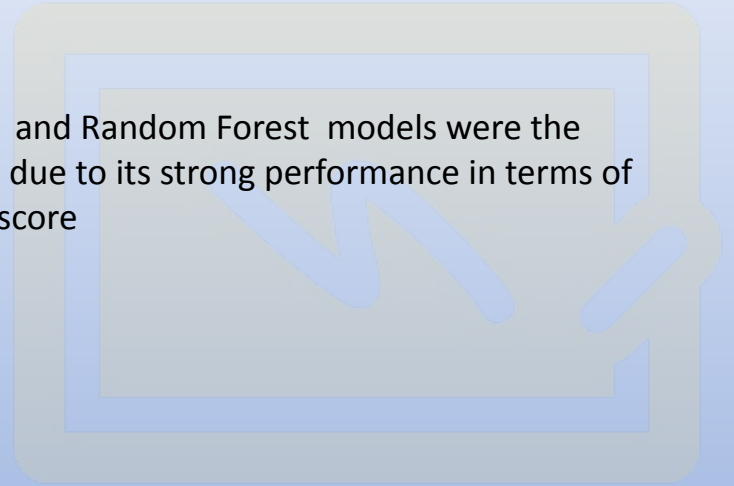 and Random Forest models were the
due to its strong performance in terms of
score